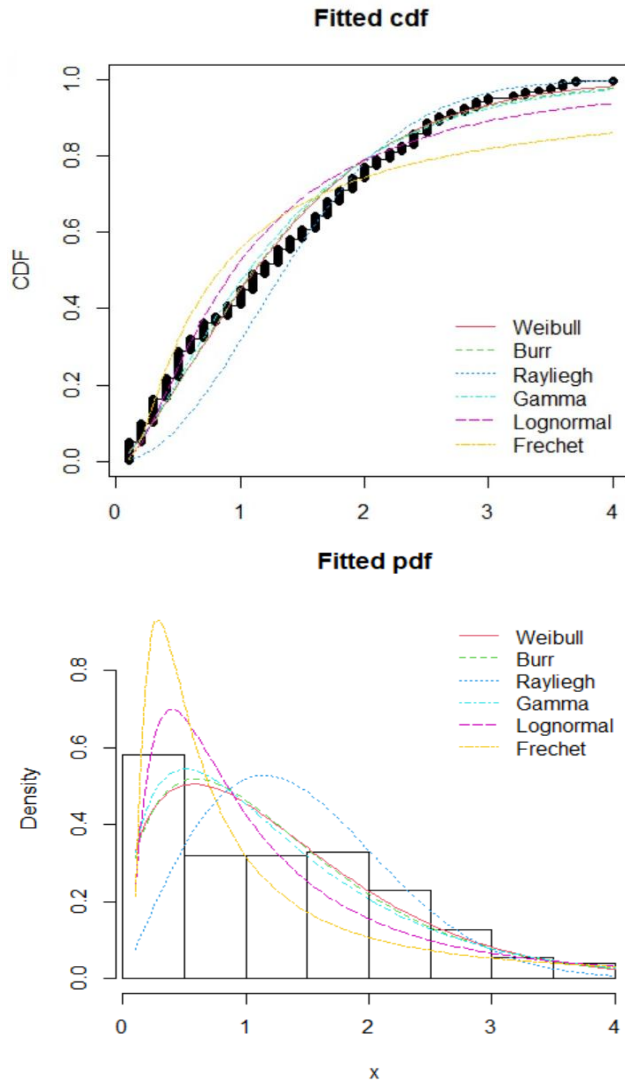 Fitted cdf
CDF
0.0
0.2
0.4
0.6
0.8
1.0
0
1
2
3
4
Weibull
Burr
Rayliegh
Gamma
Lognormal
Frechet
Fitted pdf
Density
0.0
0.2
0.4
0.6
0.8
0
1
2
3
4
x
Weibull
Burr
Rayliegh
Gamma
Lognormal
Frechet